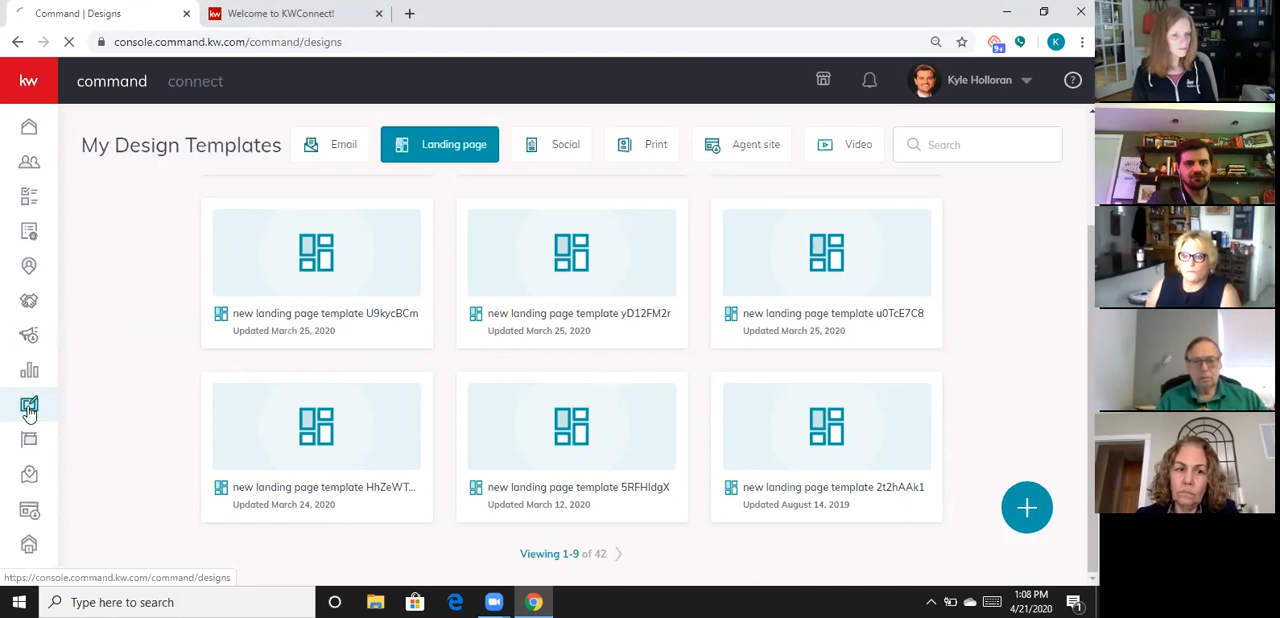 Command | Designs
kw
Welcome to KWConnect!
console.command.kw.com/command/designs
9+
K
kw
command
connect
Kyle Holloran
?
My Design Templates
Email
Landing page
Social
Print
Agent site
Video
Search
new landing page template U9kycBCm
Updated March 25, 2020
new landing page template yD12FM2r
Updated March 25, 2020
new landing page template u0TcE7C8
Updated March 25, 2020
new landing page template HhZeWT...
Updated March 24, 2020
new landing page template 5RFHIdgX
Updated March 12, 2020
new landing page template 2t2hAAk1
Updated August 14, 2019
Viewing 1-9 of 42
https://console.command.kw.com/command/designs
Type here to search
1:08 PM
4/21/2020
1